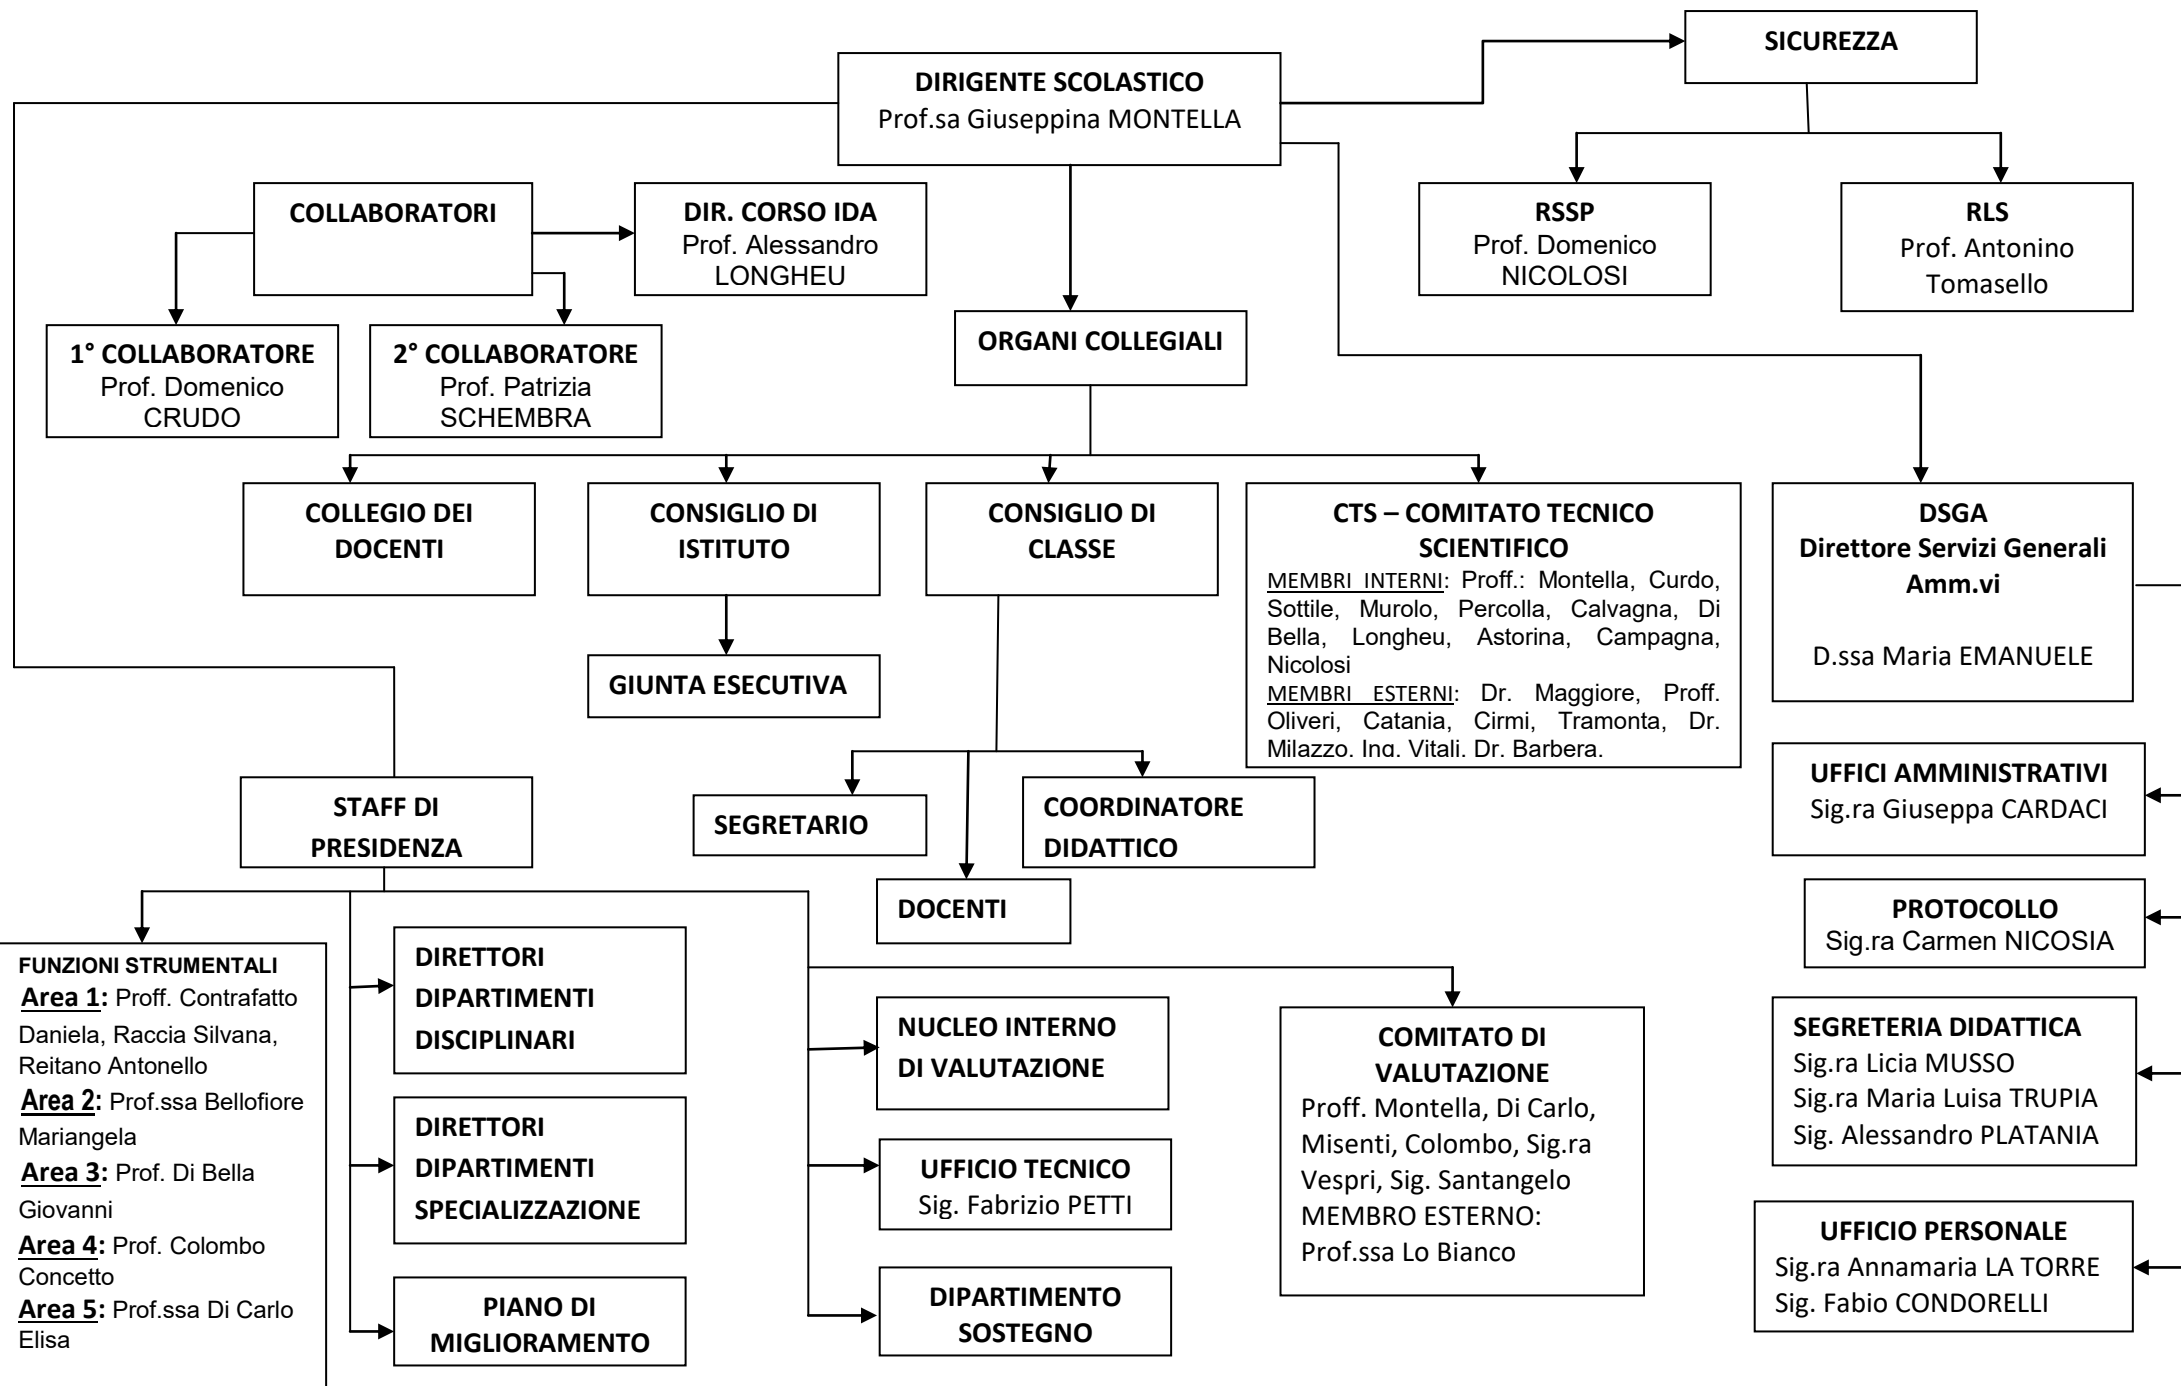 SICUREZZA
DIRIGENTE SCOLASTICO
Prof.sa Giuseppina MONTELLA
COLLABORATORI
DIR. CORSO IDA
Prof. Alessandro
LONGHEU
RSSP
Prof. Domenico
NICOLOSI
RLS
Prof. Antonino
Tomasello
1° COLLABORATORE
Prof. Domenico
CRUDO
2° COLLABORATORE
Prof. Patrizia
SCHEMBRA
ORGANI COLLEGIALI
COLLEGIO DEI
DOCENTI
CONSIGLIO DI
ISTITUTO
CONSIGLIO DI
CLASSE
CTS – COMITATO TECNICO
SCIENTIFICO
MEMBRI INTERNI: Proff.: Montella, Curdo,
Sottile, Murolo, Percolla, Calvagna, Di
Bella, Longheu, Astorina, Campagna,
Nicolosi
MEMBRI ESTERNI: Dr. Maggiore, Proff.
Oliveri, Catania, Cirmi, Tramonta, Dr.
Milazzo, Ing. Vitali, Dr. Barbera.
DSGA
Direttore Servizi Generali
Amm.vi
D.ssa Maria EMANUELE
GIUNTA ESECUTIVA
STAFF DI
PRESIDENZA
SEGRETARIO
COORDINATORE
DIDATTICO
DOCENTI
UFFICI AMMINISTRATIVI
Sig.ra Giuseppa CARDACI
PROTOCOLLO
Sig.ra Carmen NICOSIA
FUNZIONI STRUMENTALI
Area 1: Proff. Contrafatto
Daniela, Raccia Silvana,
Reitano Antonello
Area 2: Prof.ssa Bellofiore
Mariangela
Area 3: Prof. Di Bella
Giovanni
Area 4: Prof. Colombo
Concetto
Area 5: Prof.ssa Di Carlo
Elisa
DIRETTORI
DIPARTIMENTI
DISCIPLINARI
DIRETTORI
DIPARTIMENTI
SPECIALIZZAZIONE
PIANO DI
MIGLIORAMENTO
NUCLEO INTERNO
DI VALUTAZIONE
UFFICIO TECNICO
Sig. Fabrizio PETTI
DIPARTIMENTO
SOSTEGNO
COMITATO DI
VALUTAZIONE
Proff. Montella, Di Carlo,
Misenti, Colombo, Sig.ra
Vespri, Sig. Santangelo
MEMBRO ESTERNO:
Prof.ssa Lo Bianco
SEGRETERIA DIDATTICA
Sig.ra Licia MUSSO
Sig.ra Maria Luisa TRUPIA
Sig. Alessandro PLATANIA
UFFICIO PERSONALE
Sig.ra Annamaria LA TORRE
Sig. Fabio CONDORELLI